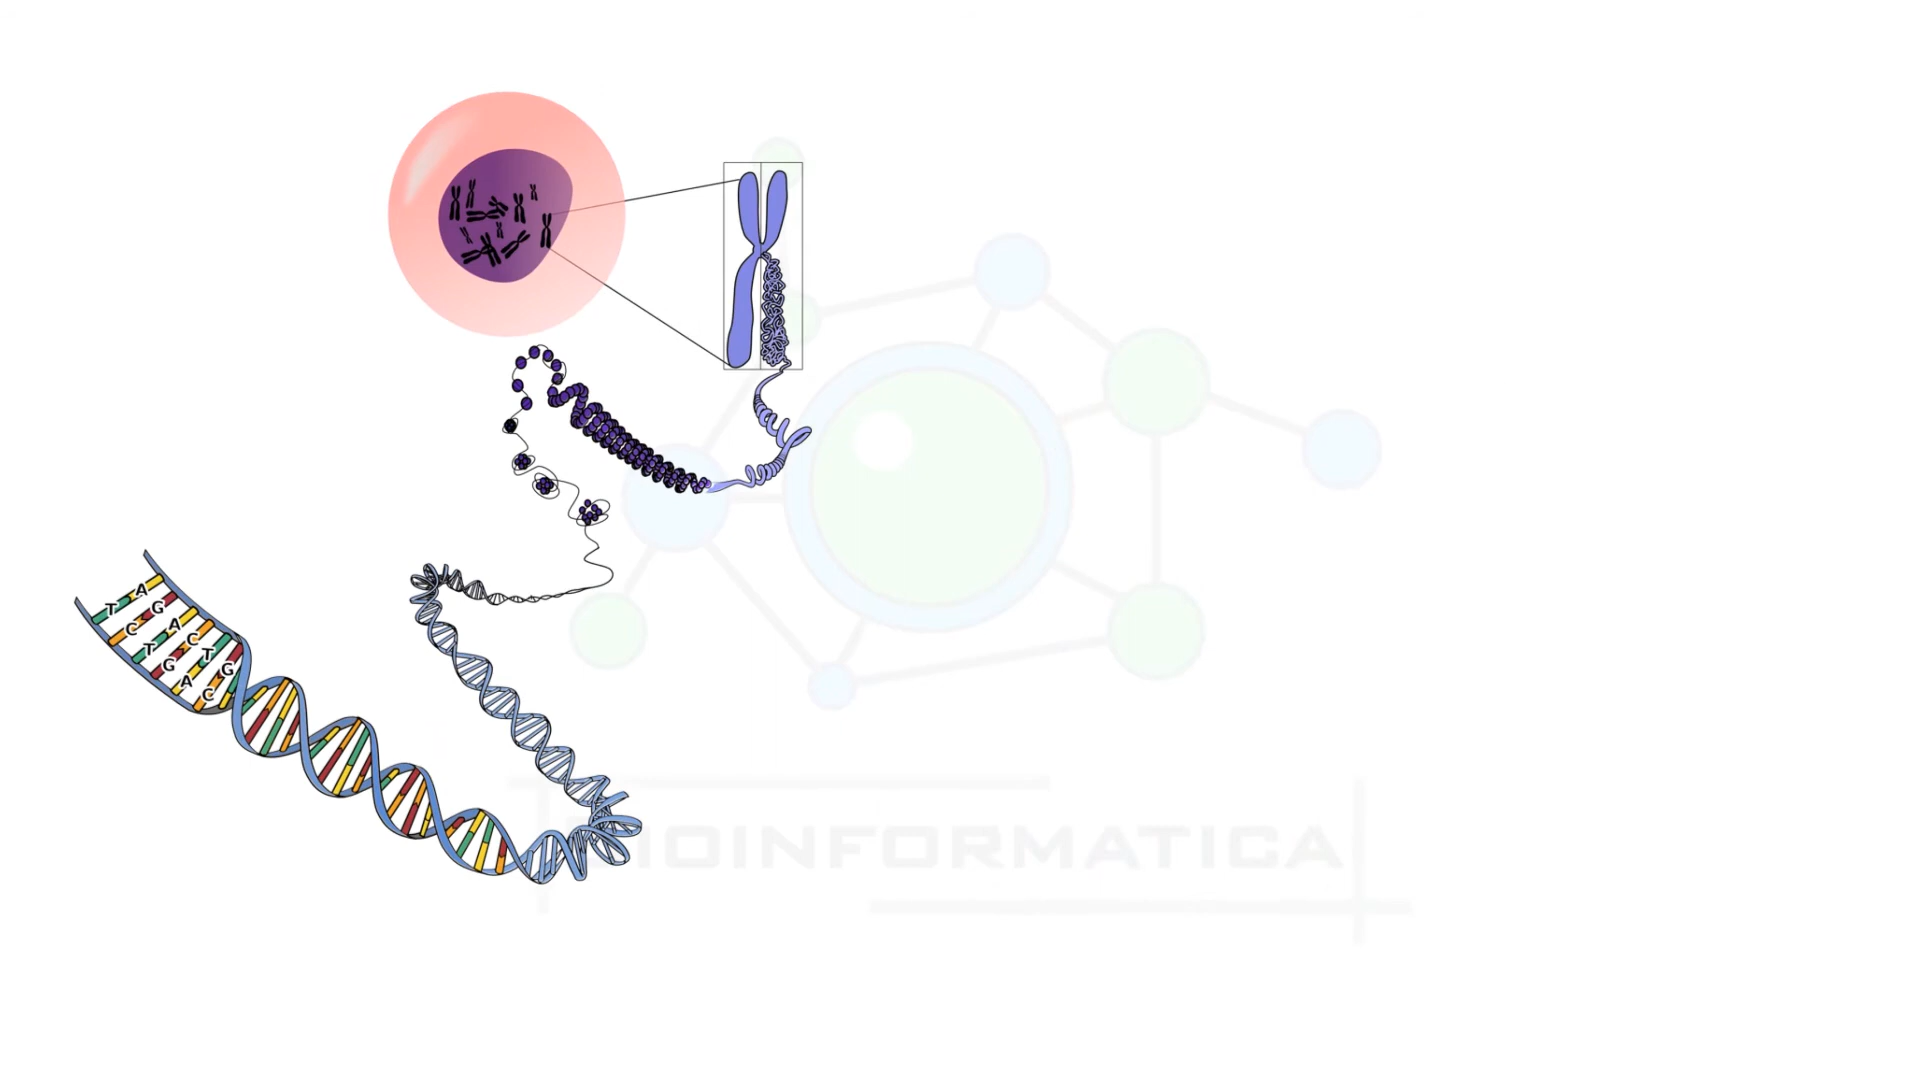 T A
C G
T A
G C
A T
C G
BIOINFORMATICA